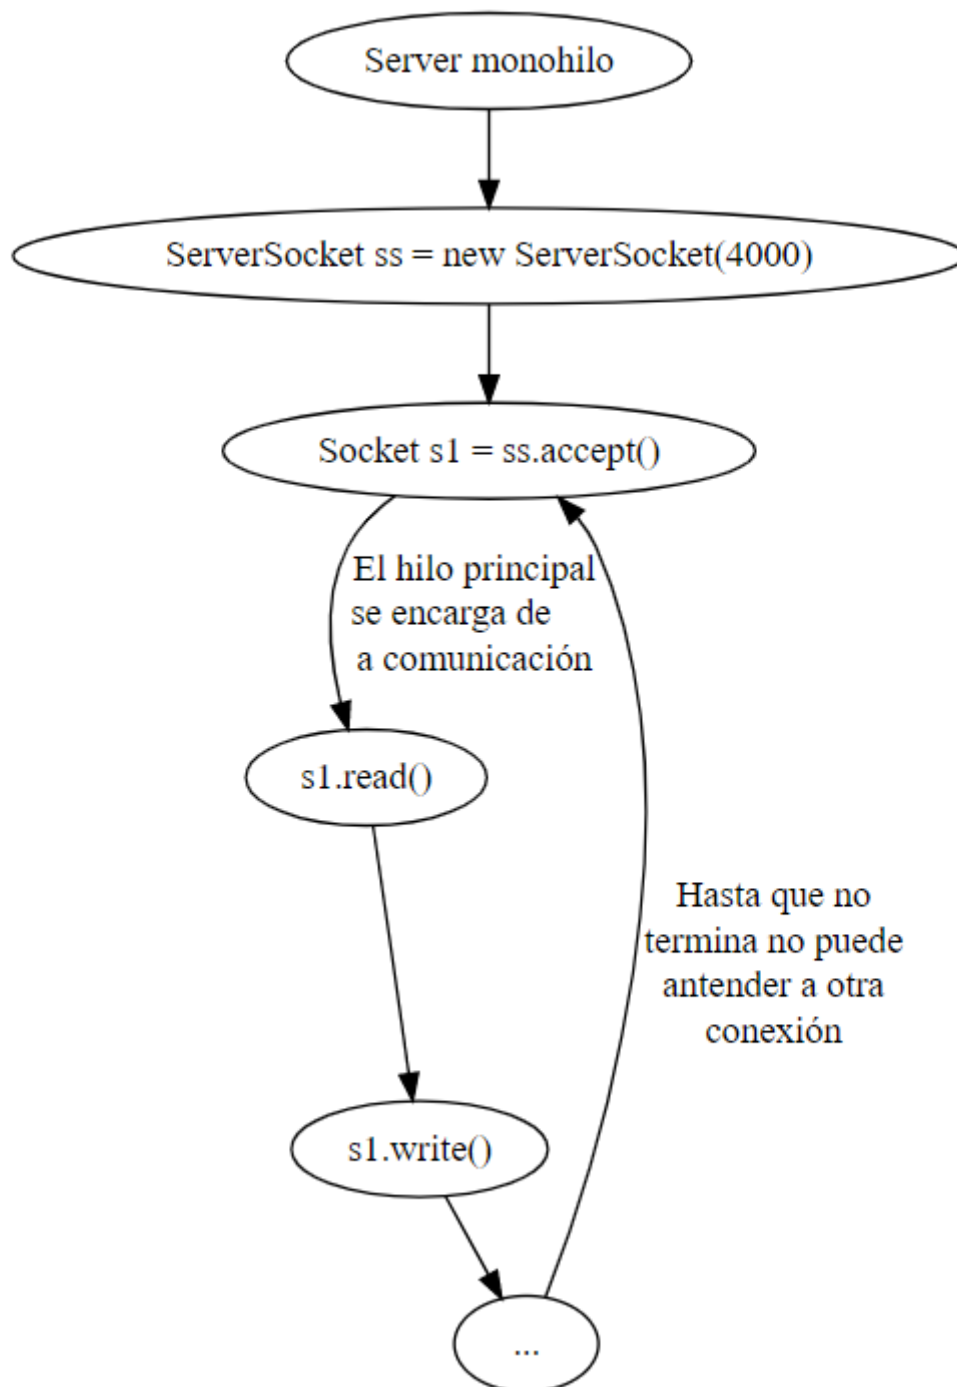 Server monohilo
ServerSocket ss = new ServerSocket(4000)
Socket s1 = ss.accept()
El hilo principal
se encarga de
a comunicación
s1.read()
Hasta que no
termina no puede
antender a otra
conexión
s1.write()
...